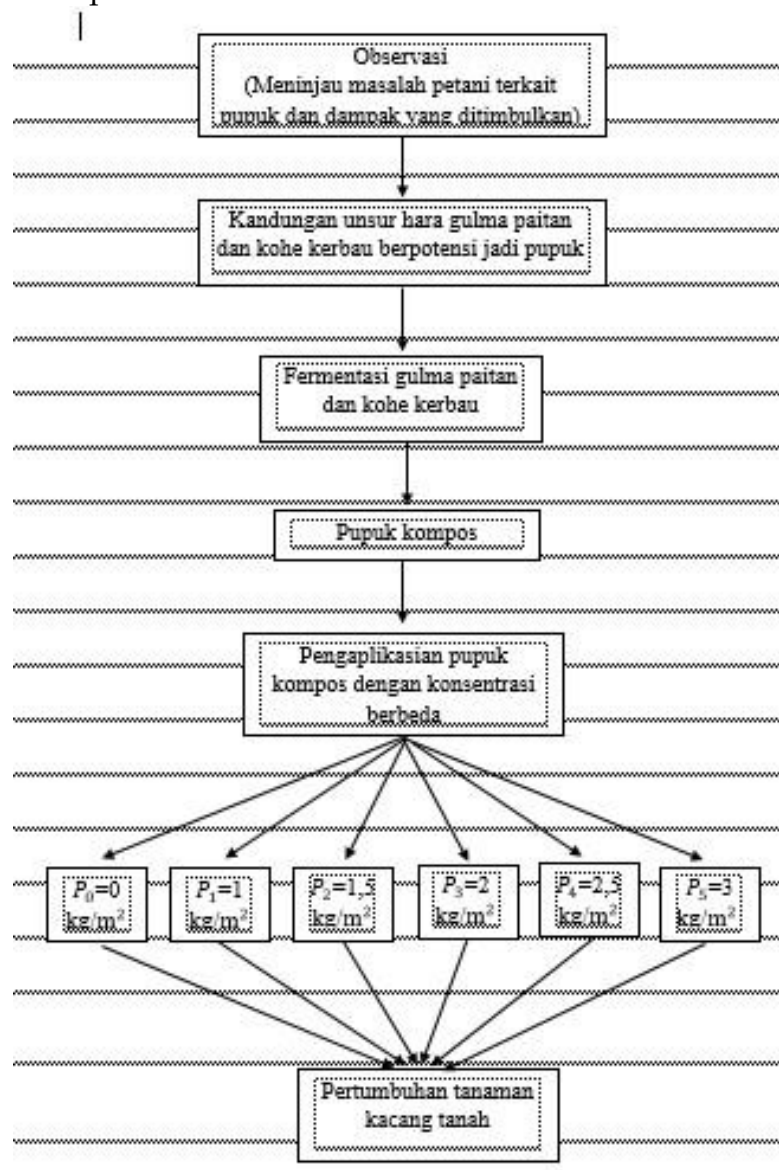 Observasi
(Meninjau masalah petani terkait
pupuk dan dampak yang ditimbulkan)
Kandungan unsur hara gulma paitan
dan kohe kerbau berpotensi jadi pupuk
Fermentasi gulma paitan
dan kohe kerbau
Pupuk kompos
Pengaplikasian pupuk
kompos dengan konsentrasi
berbeda
P₀=0
kg/m²
P₁=1
kg/m²
P₂=1,5
kg/m²
P₃=2
kg/m²
P₄=2,5
kg/m²
P₅=3
kg/m²
Pertumbuhan tanaman
kacang tanah